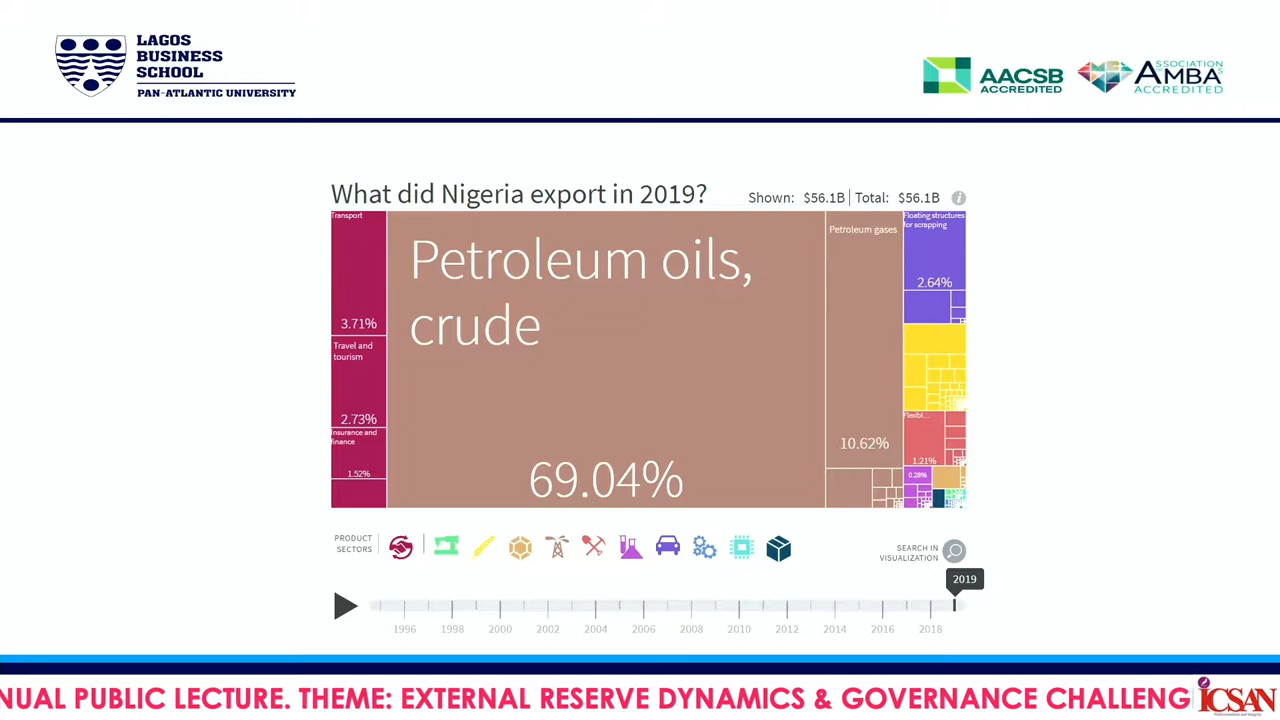 LAGOS
BUSINESS
SCHOOL
PAN-ATLANTIC UNIVERSITY
AACSB
ACCREDITED
ASSOCIATION
AMBA'S
ACCREDITED
What did Nigeria export in 2019?
Shown: $56.1B | Total: $56.1B
Transport
3.71%
Travel and
tourism
2.73%
Insurance and
finance
1.52%
Petroleum oils,
crude
69.04%
Petroleum gases
10.62%
Floating structures
for scrapping
2.64%
Flexibl...
1.21%
0.28%
PRODUCT
SECTORS
SEARCH IN
VISUALIZATION
2019
1996 1998 2000 2002 2004 2006 2008 2010 2012 2014 2016 2018
NUAL PUBLIC LECTURE. THEME: EXTERNAL RESERVE DYNAMICS & GOVERNANCE CHALLENG
ICSAN